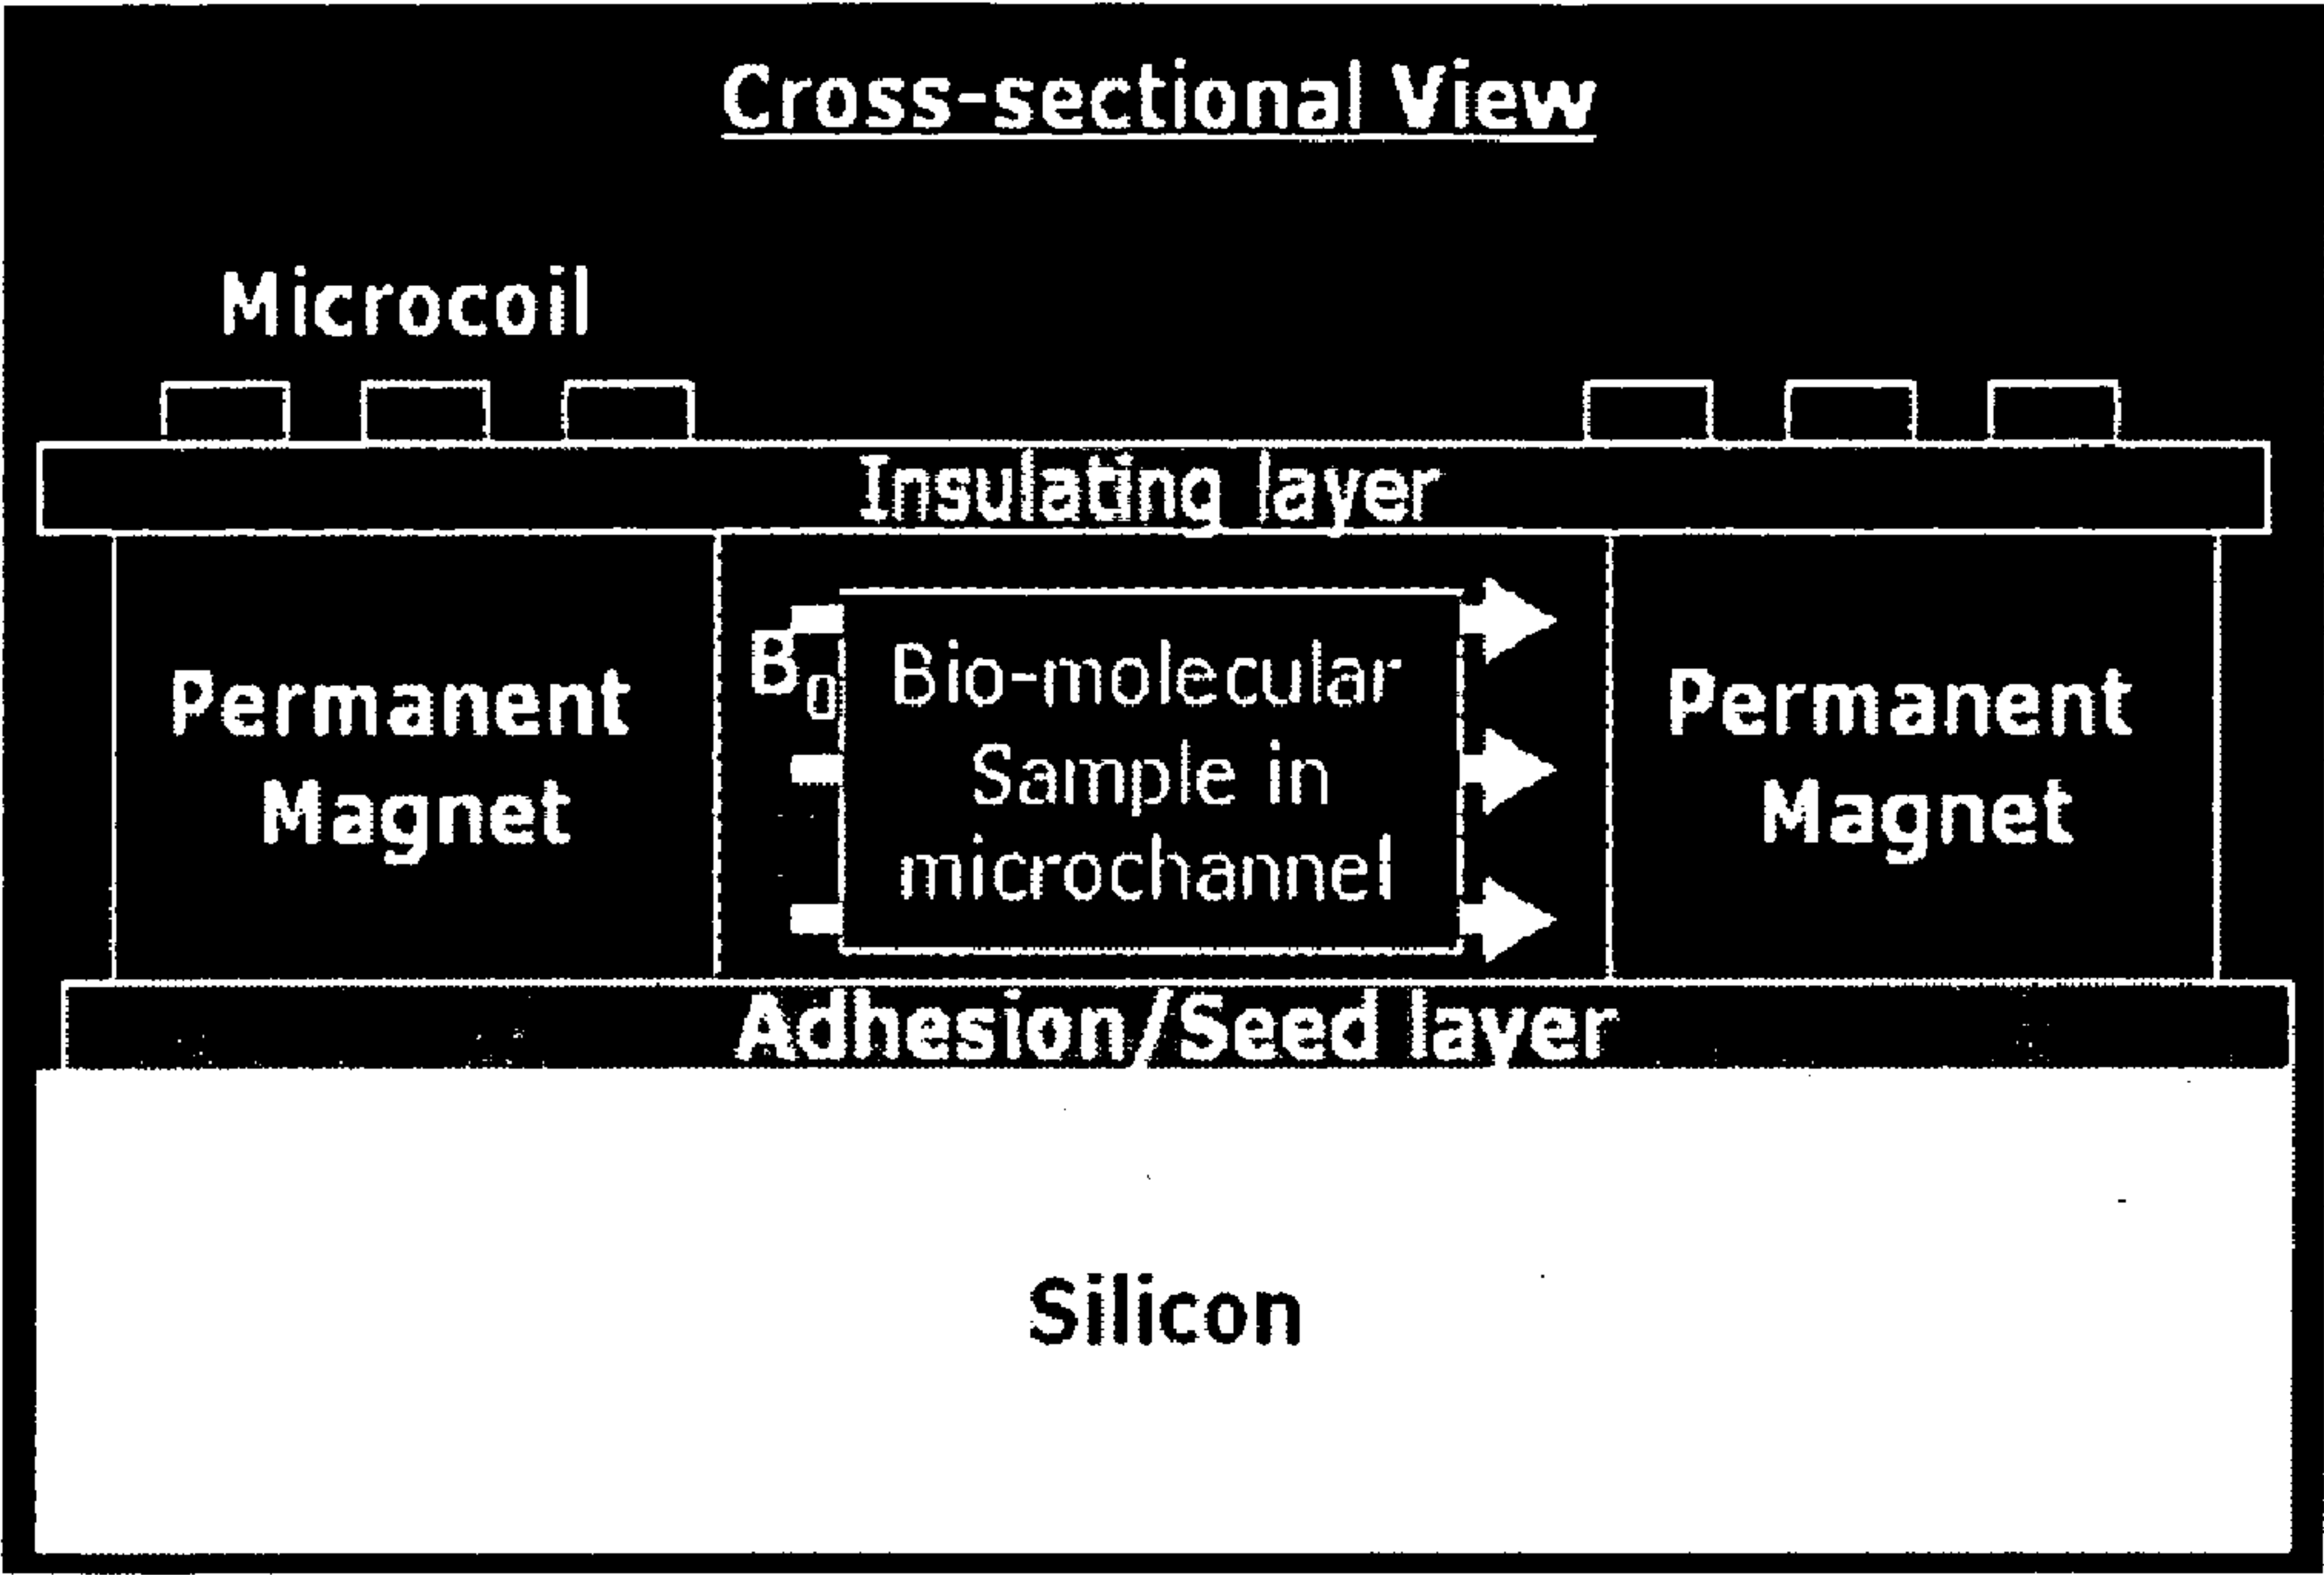 Cross-sectional View
Microcoil
Insulating layer
Permanent
Magnet
B0
Bio-molecular
Sample in
microchannel
Permanent
Magnet
Adhesion/Seed layer
Silicon